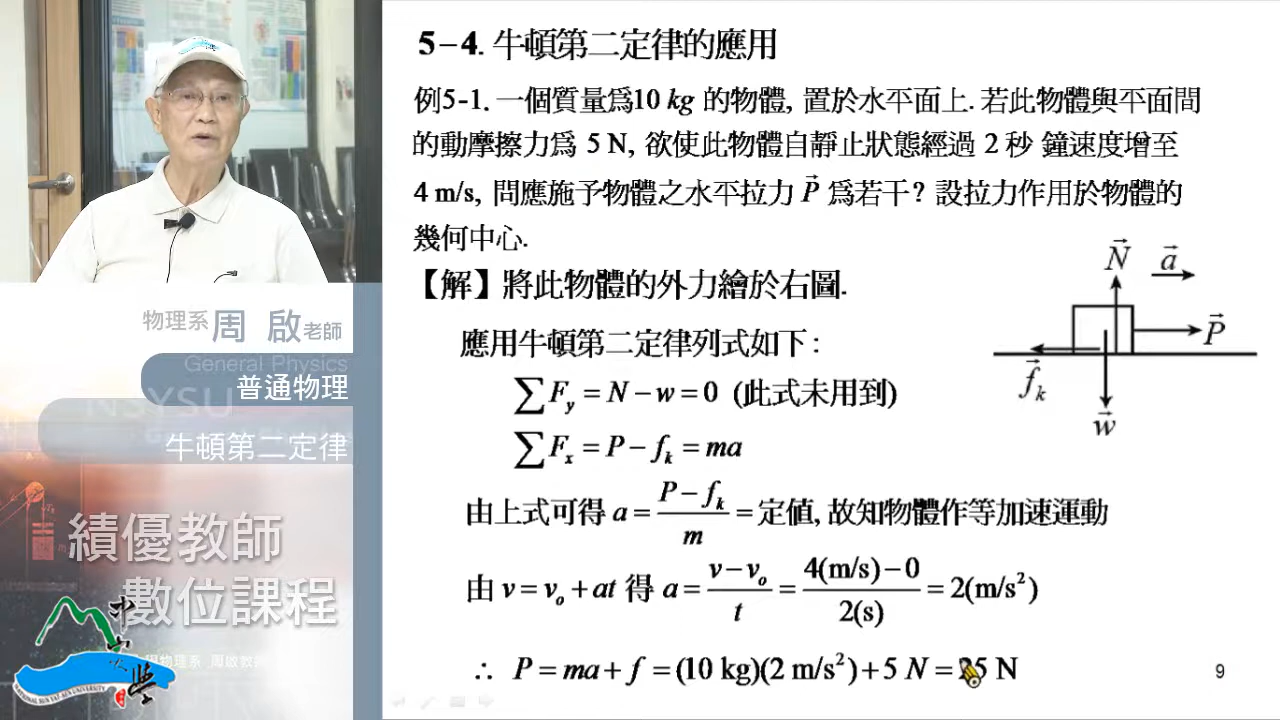 5-4. 牛頓第二定律的應用
例5-1. 一個質量爲10 kg 的物體, 置於水平面上. 若此物體與平面間
的動摩擦力爲 5 N, 欲使此物體自靜止狀態經過 2 秒 鐘速度增至
4 m/s, 問應施予物體之水平拉力 P⃗ 爲若干? 設拉力作用於物體的
幾何中心.
【解】將此物體的外力繪於右圖.
應用牛頓第二定律列式如下:
∑ F_y = N - w = 0 (此式未用到)
∑ F_x = P - f_k = ma
由上式可得 a = (P - f_k)/m = 定值, 故知物體作等加速運動
由 v = v_o + at 得 a = (v - v_o)/t = (4(m/s) - 0)/(2(s)) = 2(m/s²)
∴ P = ma + f = (10 kg)(2 m/s²) + 5 N = 25 N
N⃗
a⃗
P⃗
f⃗_k
w⃗
9
物理系 周 啟 老師
General Physics
普通物理
NSYSU
牛頓第二定律
績優教師
數位課程
中山大學